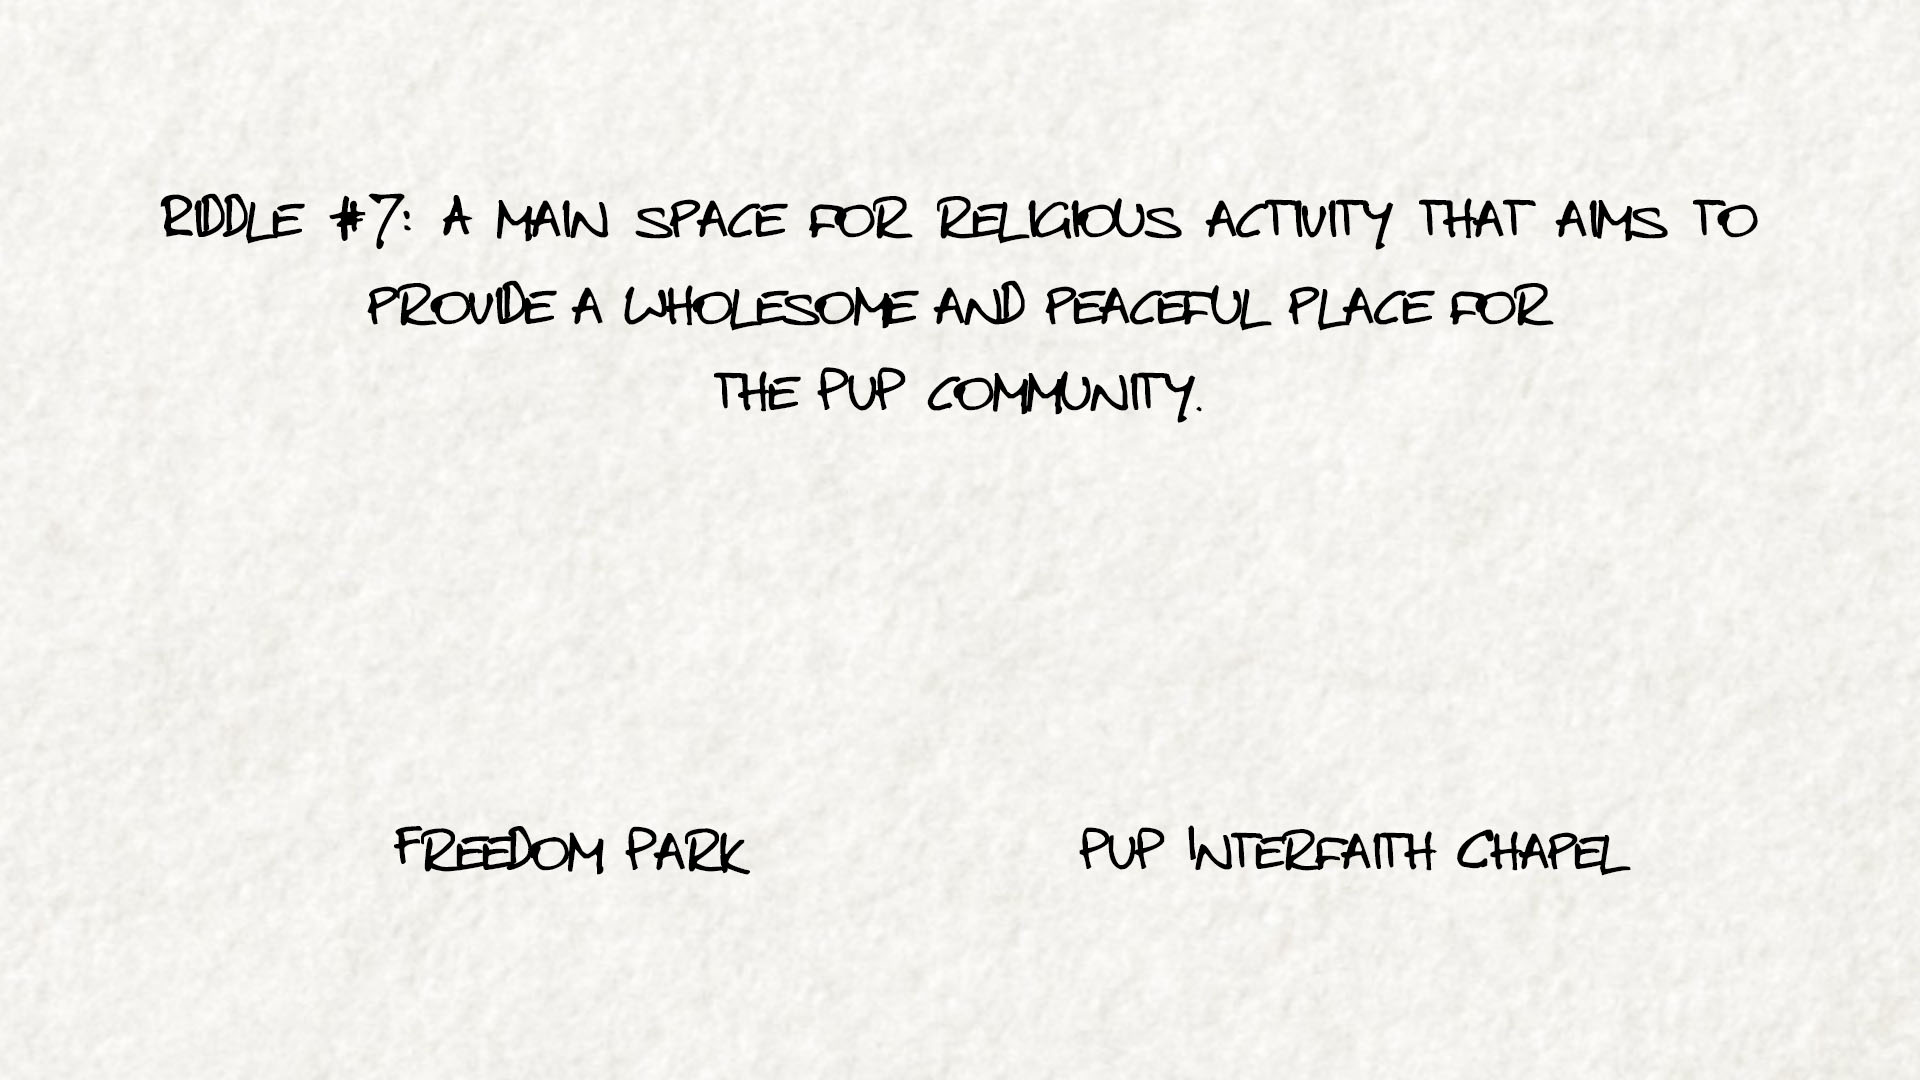 RIDDLE #7: A MAIN SPACE FOR RELIGIOUS ACTIVITY THAT AIMS TO
PROVIDE A WHOLESOME AND PEACEFUL PLACE FOR
THE PUP COMMUNITY.
FREEDOM PARK
PUP INTERFAITH CHAPEL